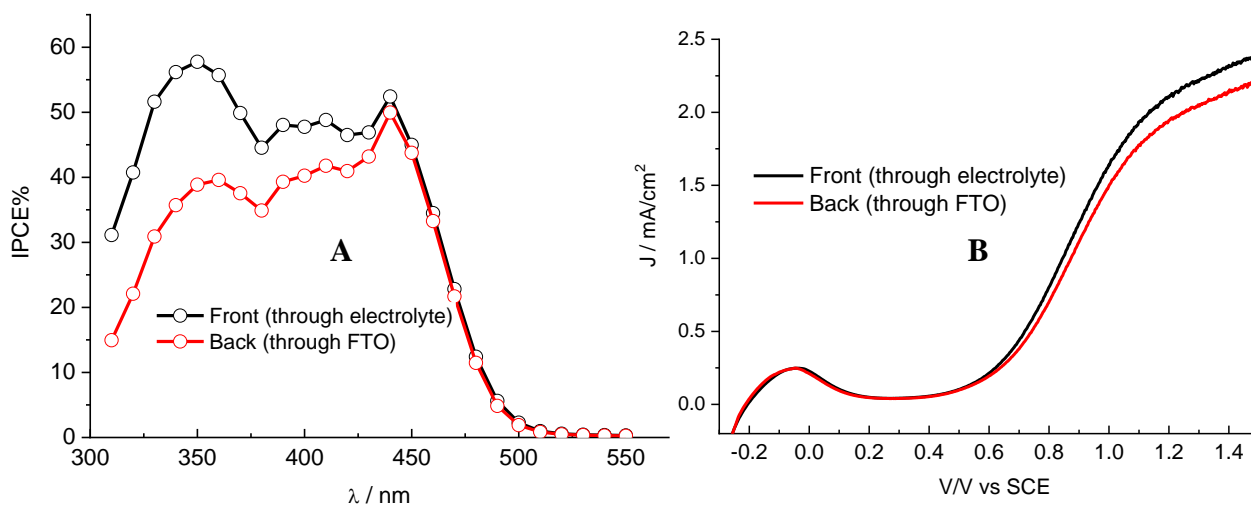 60
50
40
30
20
10
0
IPCE%
A
Front (through electrolyte)
Back (through FTO)
300 350 400 450 500 550
λ / nm
2.5
2.0
1.5
1.0
0.5
0.0
J / mA/cm²
Front (through electrolyte)
Back (through FTO)
B
-0.2 0.0 0.2 0.4 0.6 0.8 1.0 1.2 1.4
V/V vs SCE